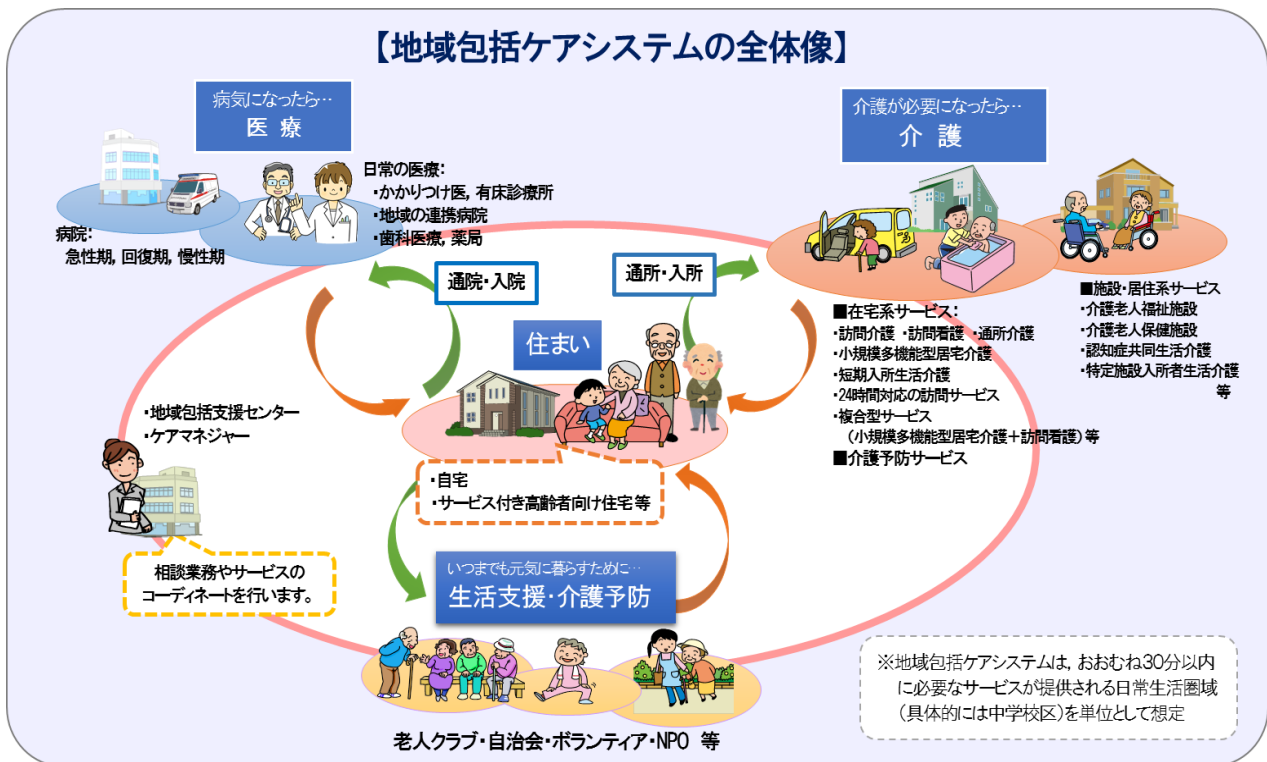 【地域包括ケアシステムの全体像】
病気になったら…
医 療
日常の医療：
・かかりつけ医，有床診療所
・地域の連携病院
・歯科医療，薬局
病院：
急性期，回復期，慢性期
介護が必要になったら…
介 護
通院・入院
通所・入所
■在宅系サービス：
・訪問介護 ・訪問看護 ・通所介護
・小規模多機能型居宅介護
・短期入所生活介護
・24時間対応の訪問サービス
・複合型サービス
（小規模多機能型居宅介護＋訪問看護）等
■介護予防サービス
■施設・居住系サービス
・介護老人福祉施設
・介護老人保健施設
・認知症共同生活介護
・特定施設入所者生活介護
等
住まい
・自宅
・サービス付き高齢者向け住宅 等
・地域包括支援センター
・ケアマネジャー
相談業務やサービスの
コーディネートを行います。
いつまでも元気に暮らすために…
生活支援・介護予防
老人クラブ・自治会・ボランティア・NPO 等
※地域包括ケアシステムは，おおむね30分以内
に必要なサービスが提供される日常生活圏域
（具体的には中学校区）を単位として想定